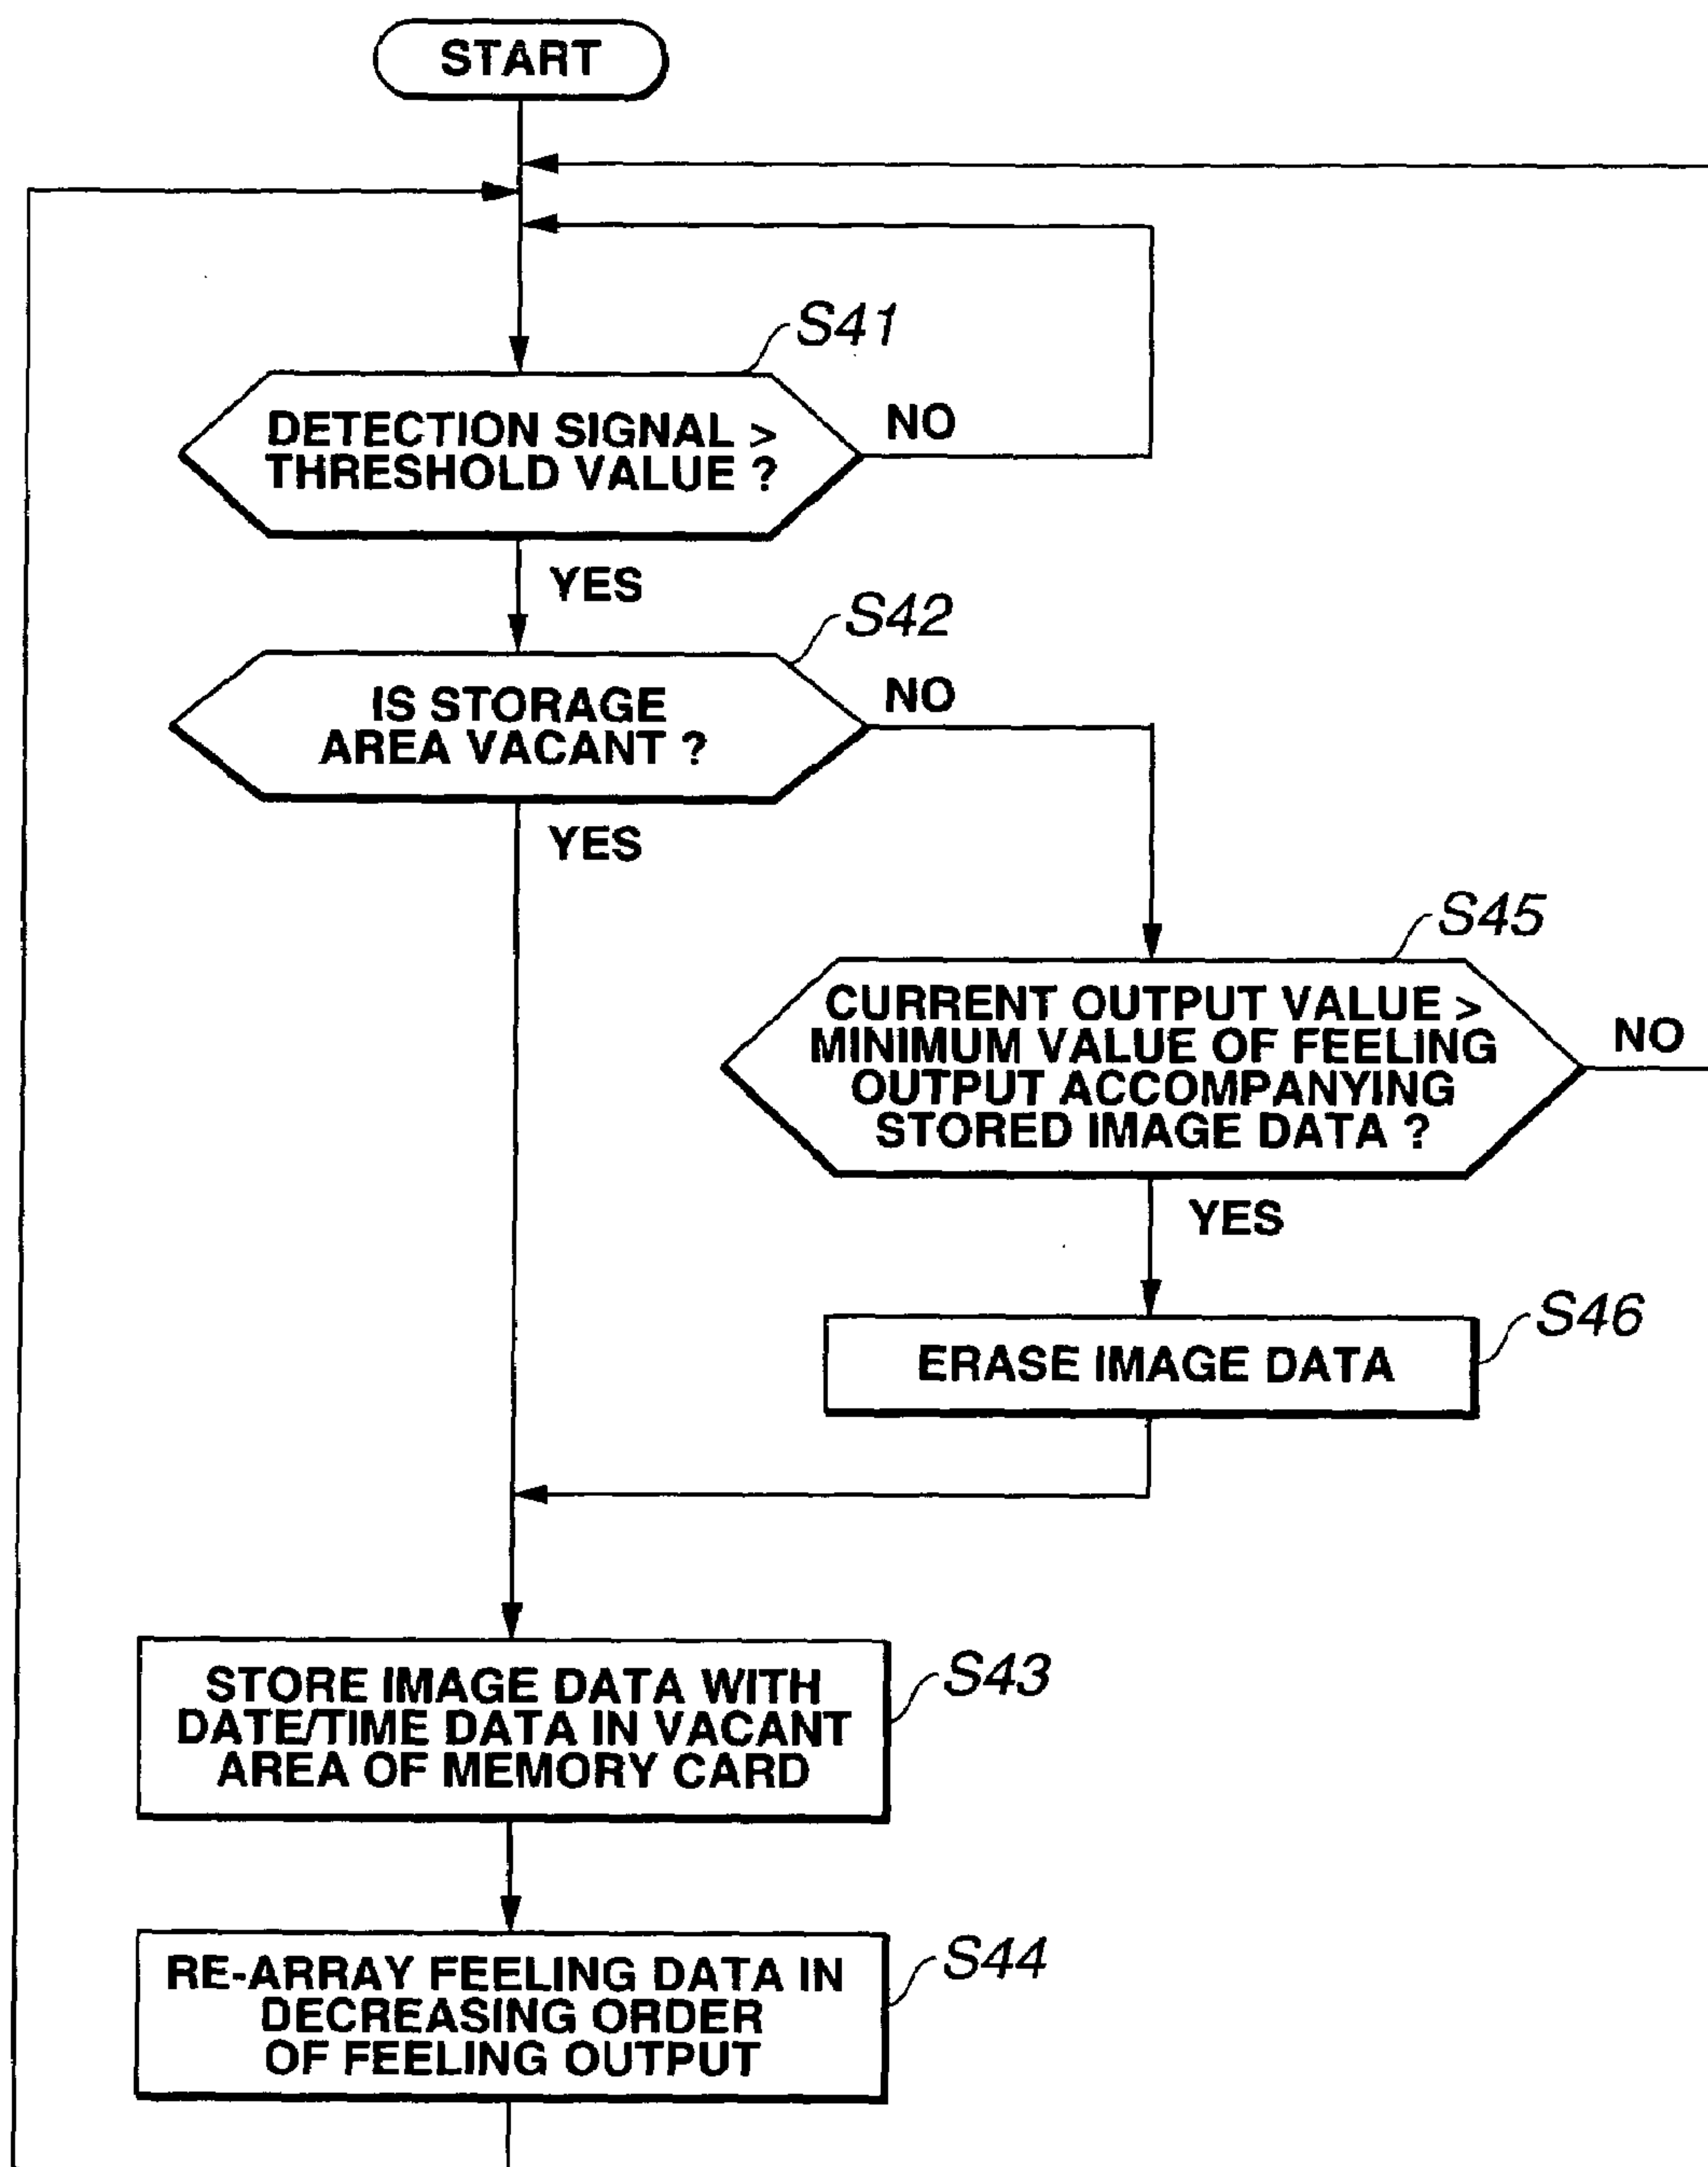 START
S41
DETECTION SIGNAL >
THRESHOLD VALUE ?
NO
YES
S42
IS STORAGE
AREA VACANT ?
NO
YES
S45
CURRENT OUTPUT VALUE >
MINIMUM VALUE OF FEELING
OUTPUT ACCOMPANYING
STORED IMAGE DATA ?
NO
YES
S46
ERASE IMAGE DATA
S43
STORE IMAGE DATA WITH
DATE/TIME DATA IN VACANT
AREA OF MEMORY CARD
S44
RE-ARRAY FEELING DATA IN
DECREASING ORDER
OF FEELING OUTPUT